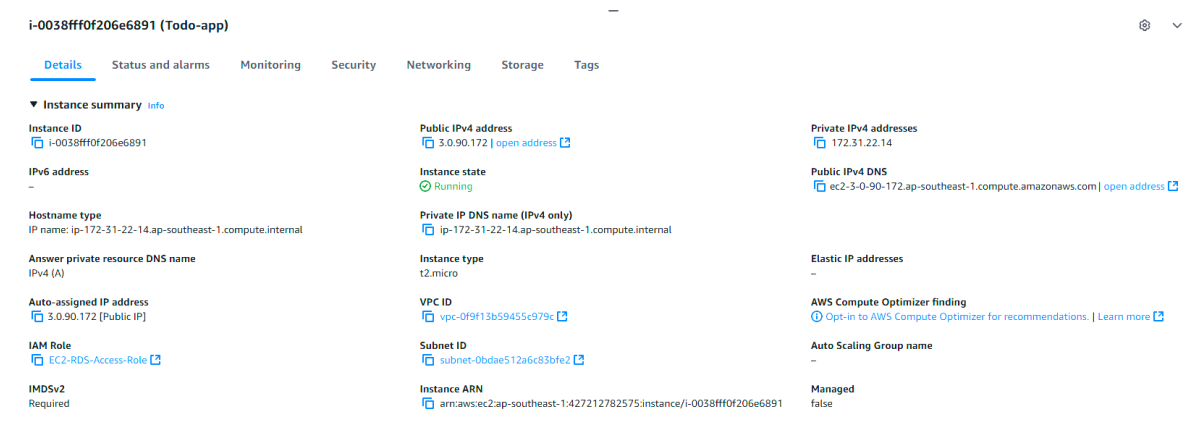 i-0038fff0f206e6891 (Todo-app)
Details Status and alarms Monitoring Security Networking Storage Tags
Instance summary Info
Instance ID
i-0038fff0f206e6891
Public IPv4 address
3.0.90.172 | open address
Private IPv4 addresses
172.31.22.14
IPv6 address
–
Instance state
Running
Public IPv4 DNS
ec2-3-0-90-172.ap-southeast-1.compute.amazonaws.com | open address
Hostname type
IP name: ip-172-31-22-14.ap-southeast-1.compute.internal
Private IP DNS name (IPv4 only)
ip-172-31-22-14.ap-southeast-1.compute.internal
Answer private resource DNS name
IPv4 (A)
Instance type
t2.micro
Elastic IP addresses
–
Auto-assigned IP address
3.0.90.172 [Public IP]
VPC ID
vpc-0f9f13b59455c979c
AWS Compute Optimizer finding
Opt-in to AWS Compute Optimizer for recommendations. | Learn more
IAM Role
EC2-RDS-Access-Role
Subnet ID
subnet-0bdae512a6c83bfe2
Auto Scaling Group name
–
IMDSv2
Required
Instance ARN
arn:aws:ec2:ap-southeast-1:427212782575:instance/i-0038fff0f206e6891
Managed
false